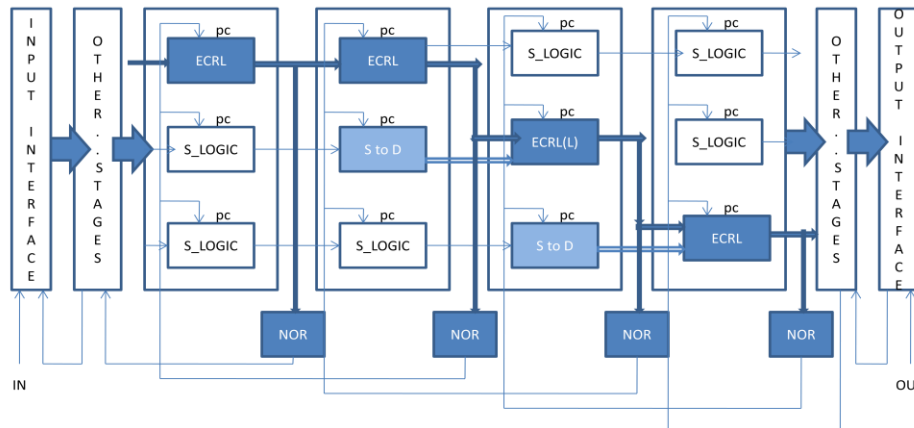 INPUT INTERFACE
OTHER..STAGES
pc
pc
pc
pc
ECRL
ECRL
S_LOGIC
S_LOGIC
pc
pc
pc
pc
S_LOGIC
S to D
ECRL(L)
S_LOGIC
pc
pc
pc
pc
S_LOGIC
S_LOGIC
S to D
ECRL
OTHER..STAGES
OUTPUT INTERFACE
NOR
NOR
NOR
NOR
IN
OU